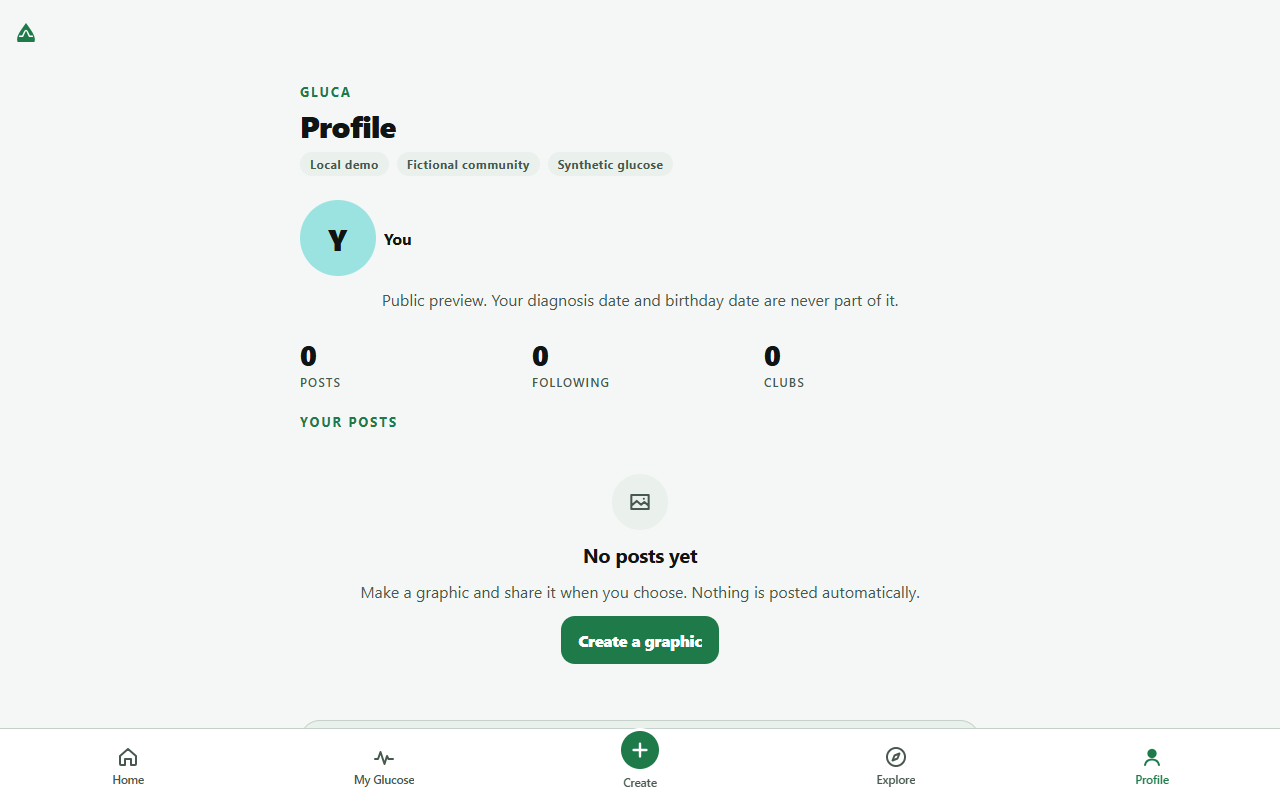 GLUCA
Profile
Local demo Fictional community Synthetic glucose
Y
You
Public preview. Your diagnosis date and birthday date are never part of it.
0 0 0
POSTS FOLLOWING CLUBS
YOUR POSTS
No posts yet
Make a graphic and share it when you choose. Nothing is posted automatically.
Create a graphic
Home My Glucose Create Explore Profile